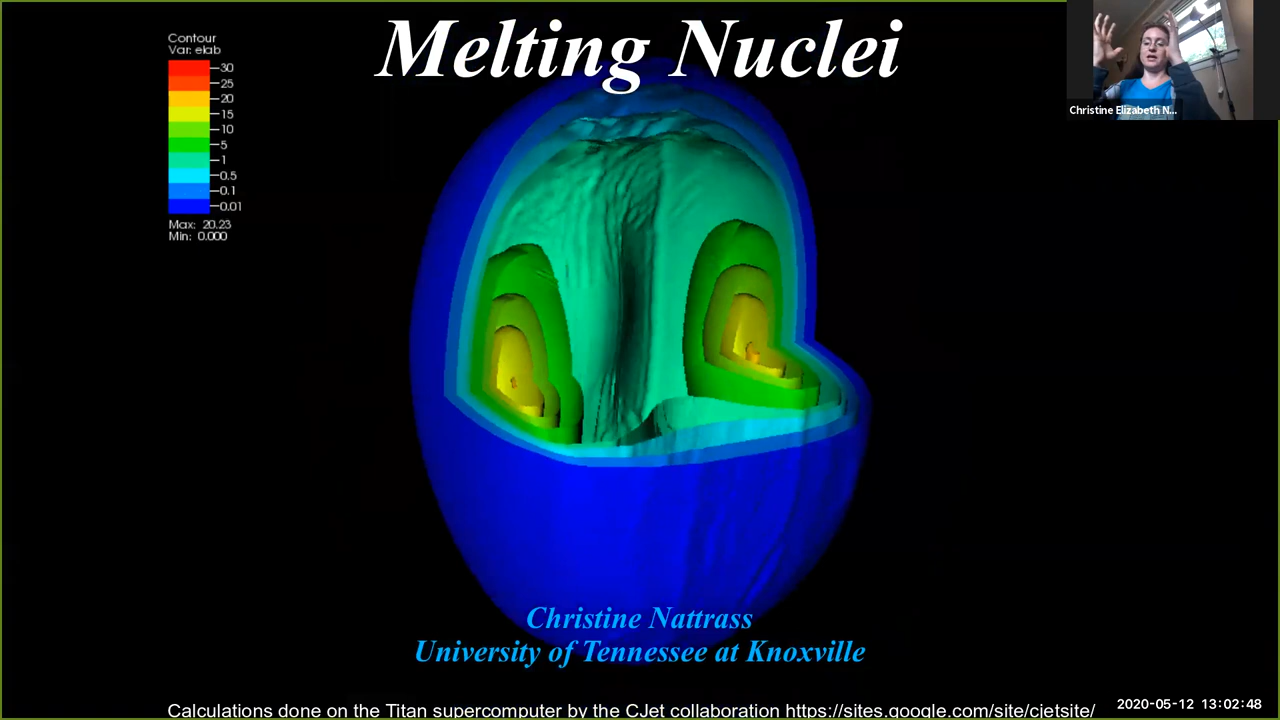 Melting Nuclei
Contour
Var: elab
30
25
20
15
10
5
1
0.5
0.1
0.01
Max: 20.23
Min: 0.000
Christine Elizabeth N...
Christine Nattrass
University of Tennessee at Knoxville
Calculations done on the Titan supercomputer by the CJet collaboration https://sites.google.com/site/cjetsite/
2020-05-12 13:02:48